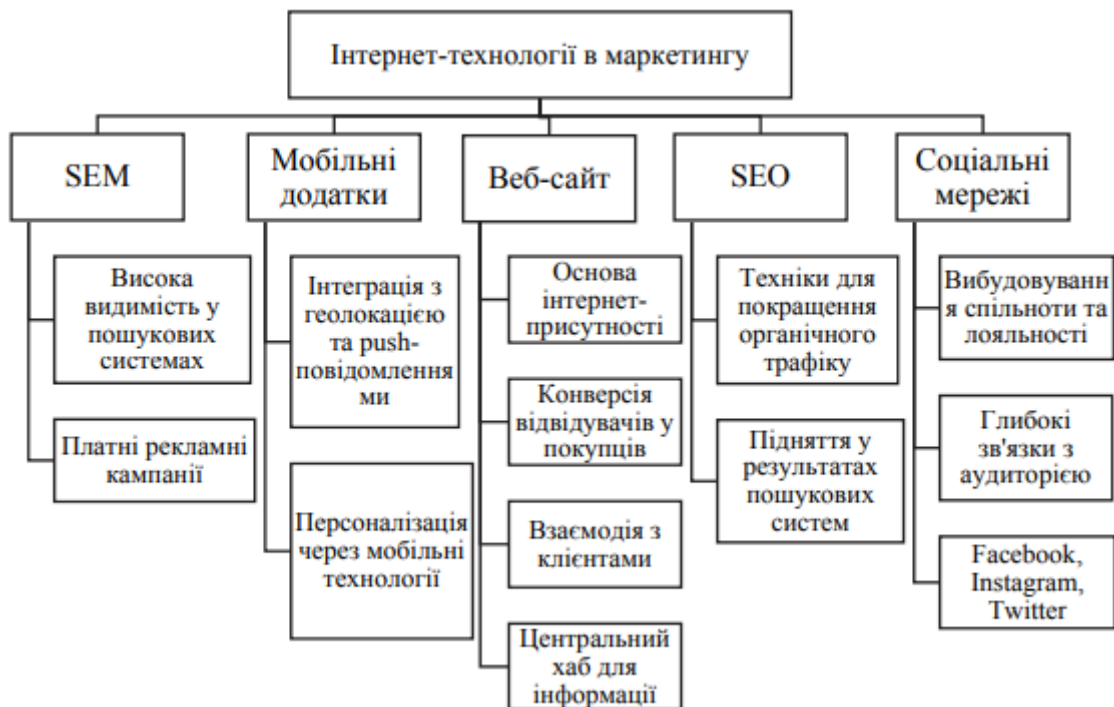 Інтернет-технології в маркетингу
SEM
Мобільні
додатки
Веб-сайт
SEO
Соціальні
мережі
Висока
видимість у
пошукових
системах
Платні рекламні
кампанії
Інтеграція з
геолокацією
та push-
повідомлення
ми
Персоналізація
через мобільні
технології
Основа
інтернет-
присутності
Конверсія
відвідувачів у
покупців
Взаємодія з
клієнтами
Центральний
хаб для
інформації
Техніки для
покращення
органічного
трафіку
Підняття у
результатах
пошукових
систем
Вибудовуванн
я спільноти та
лояльності
Глибокі
зв'язки з
аудиторією
Facebook,
Instagram,
Twitter